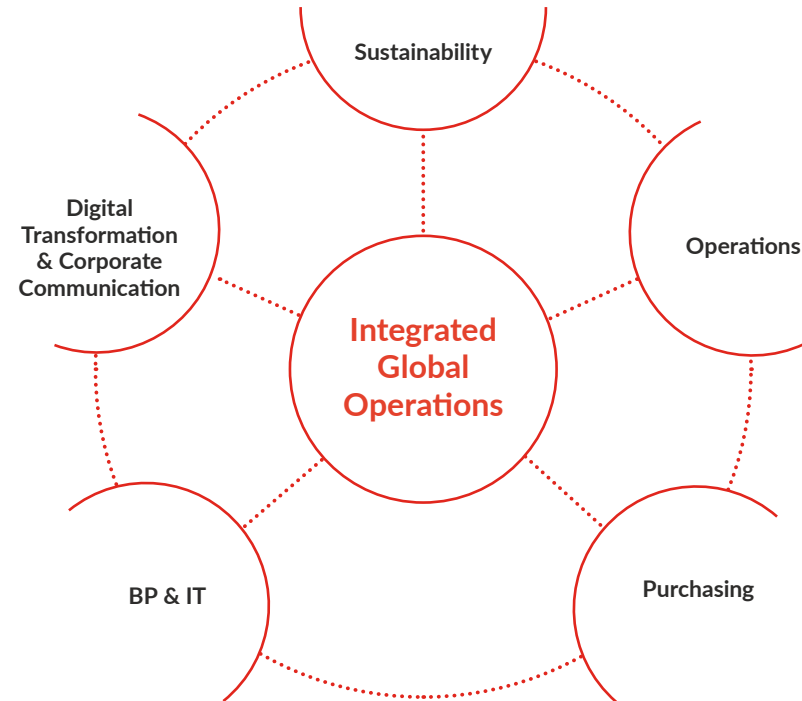 Sustainability
Digital
Transformation
& Corporate
Communication
Operations
Integrated
Global
Operations
BP & IT
Purchasing